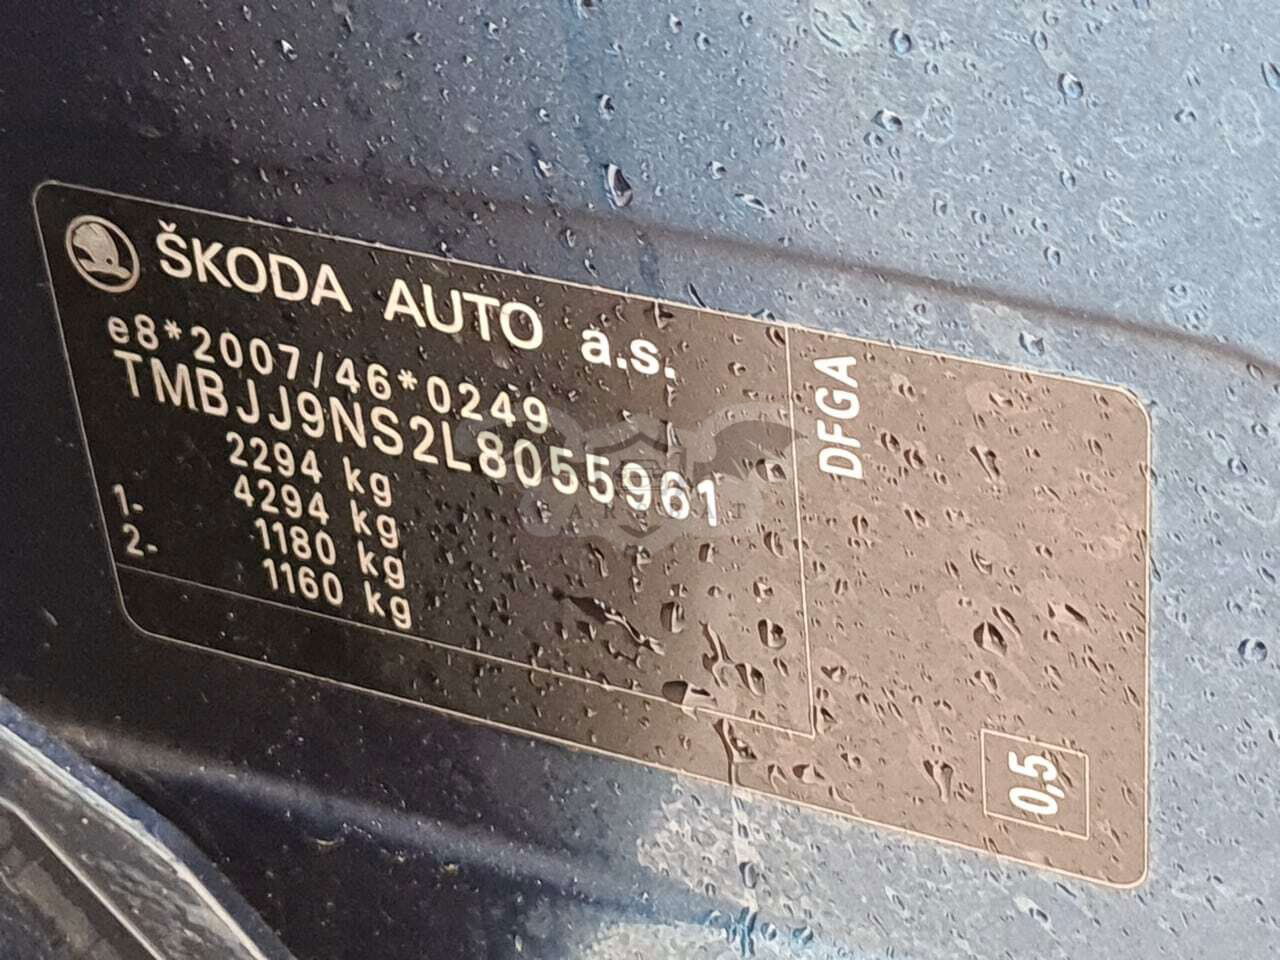 ŠKODA AUTO a.s.
e8*2007/46*0249
TMBJJ9NS2L8055961
2294 kg
4294 kg
1- 1180 kg
2- 1160 kg
DFGA
0,5